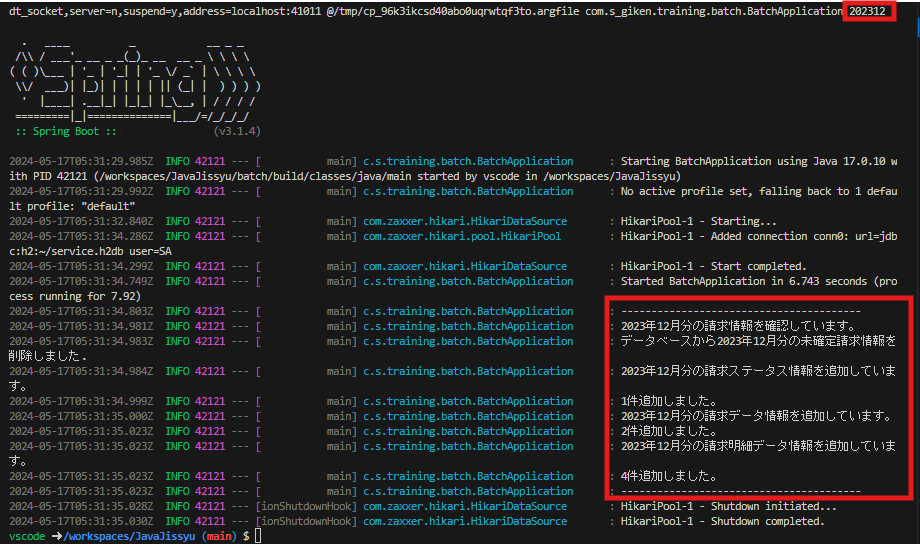 dt_socket,server=n,suspend=y,address=localhost:41011 @/tmp/cp_96k3ikcsd40abo0uqrwtqf3to.argfile com.s_giken.training.batch.BatchApplication 202312
:: Spring Boot ::                (v3.1.4)
2024-05-17T05:31:29.985Z  INFO 42121 --- [           main] c.s.training.batch.BatchApplication      : Starting BatchApplication using Java 17.0.10 w
ith PID 42121 (/workspaces/JavaJissyu/batch/build/classes/java/main started by vscode in /workspaces/JavaJissyu)
2024-05-17T05:31:29.992Z  INFO 42121 --- [           main] c.s.training.batch.BatchApplication      : No active profile set, falling back to 1 defau
lt profile: "default"
2024-05-17T05:31:32.840Z  INFO 42121 --- [           main] com.zaxxer.hikari.HikariDataSource       : HikariPool-1 - Starting...
2024-05-17T05:31:34.286Z  INFO 42121 --- [           main] com.zaxxer.hikari.pool.HikariPool        : HikariPool-1 - Added connection conn0: url=jdb
c:h2:~/service.h2db user=SA
2024-05-17T05:31:34.299Z  INFO 42121 --- [           main] com.zaxxer.hikari.HikariDataSource       : HikariPool-1 - Start completed.
2024-05-17T05:31:34.749Z  INFO 42121 --- [           main] c.s.training.batch.BatchApplication      : Started BatchApplication in 6.743 seconds (pro
cess running for 7.92)
2024-05-17T05:31:34.803Z  INFO 42121 --- [           main] c.s.training.batch.BatchApplication      : ----------------------------------------
2024-05-17T05:31:34.981Z  INFO 42121 --- [           main] c.s.training.batch.BatchApplication      : 2023年12月分の請求情報を確認しています。
2024-05-17T05:31:34.983Z  INFO 42121 --- [           main] c.s.training.batch.BatchApplication      : データベースから2023年12月分の未確定請求情報を
削除しました.
2024-05-17T05:31:34.984Z  INFO 42121 --- [           main] c.s.training.batch.BatchApplication      : 2023年12月分の請求ステータス情報を追加していま
す。
2024-05-17T05:31:34.999Z  INFO 42121 --- [           main] c.s.training.batch.BatchApplication      : 1件追加しました。
2024-05-17T05:31:35.000Z  INFO 42121 --- [           main] c.s.training.batch.BatchApplication      : 2023年12月分の請求データ情報を追加しています。
2024-05-17T05:31:35.002Z  INFO 42121 --- [           main] c.s.training.batch.BatchApplication      : 2件追加しました。
2024-05-17T05:31:35.002Z  INFO 42121 --- [           main] c.s.training.batch.BatchApplication      : 2023年12月分の請求明細データ情報を追加していま
す。
2024-05-17T05:31:35.023Z  INFO 42121 --- [           main] c.s.training.batch.BatchApplication      : 4件追加しました。
2024-05-17T05:31:35.023Z  INFO 42121 --- [           main] c.s.training.batch.BatchApplication      : ----------------------------------------
2024-05-17T05:31:35.028Z  INFO 42121 --- [ionShutdownHook] com.zaxxer.hikari.HikariDataSource       : HikariPool-1 - Shutdown initiated...
2024-05-17T05:31:35.030Z  INFO 42121 --- [ionShutdownHook] com.zaxxer.hikari.HikariDataSource       : HikariPool-1 - Shutdown completed.
vscode ➜ /workspaces/JavaJissyu (main) $